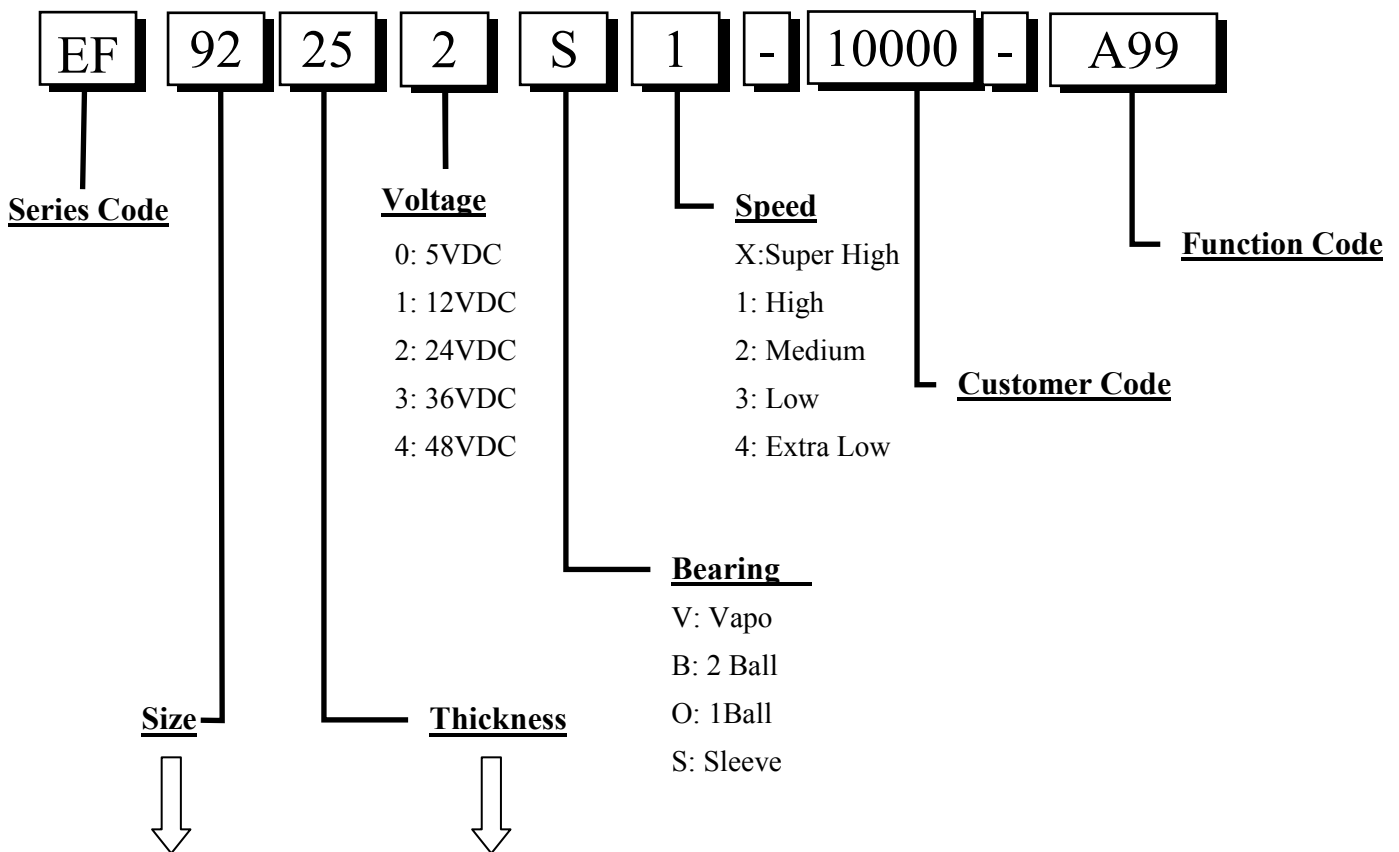 EF 92 25 2 S 1 - 10000 - A99
Series Code
Voltage
0: 5VDC
1: 12VDC
2: 24VDC
3: 36VDC
4: 48VDC
Speed
X:Super High
1: High
2: Medium
3: Low
4: Extra Low
Function Code
Customer Code
Bearing
V: Vapo
B: 2 Ball
O: 1Ball
S: Sleeve
Size
Thickness